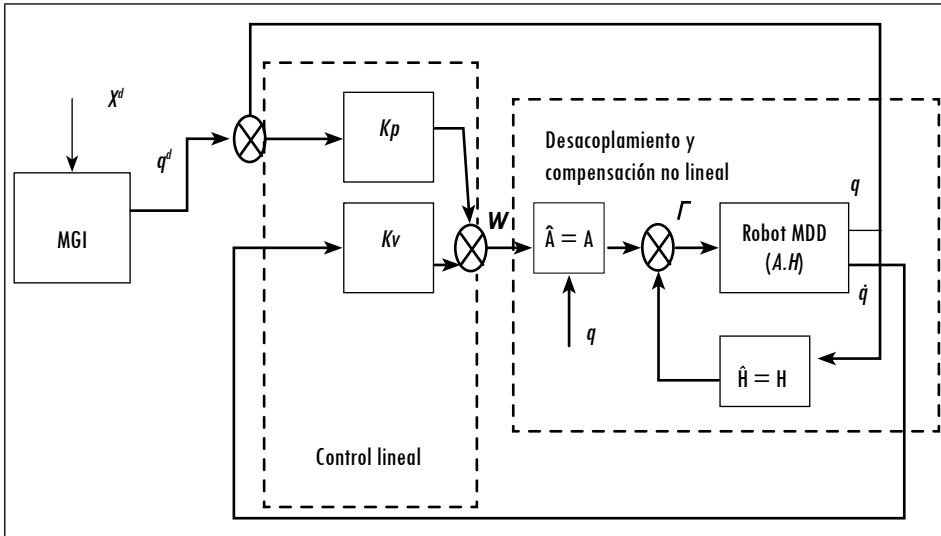 X^d
q^d
MGI
Kp
Kv
Control lineal
W
Desacoplamiento y
compensación no lineal
Â = A
q
Γ
Robot MDD
(A.H)
q
q̇
Ĥ = H